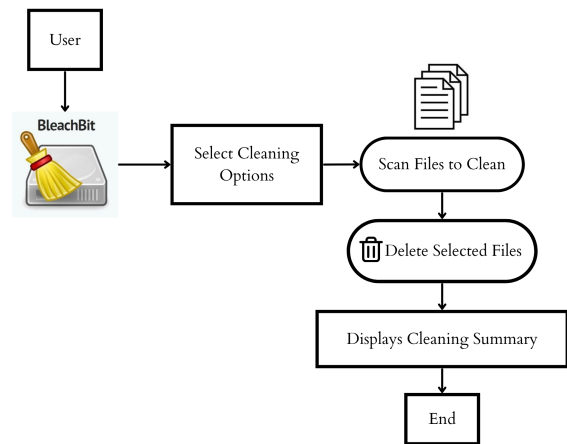 User
BleachBit
Select Cleaning
Options
Scan Files to Clean
Delete Selected Files
Displays Cleaning Summary
End